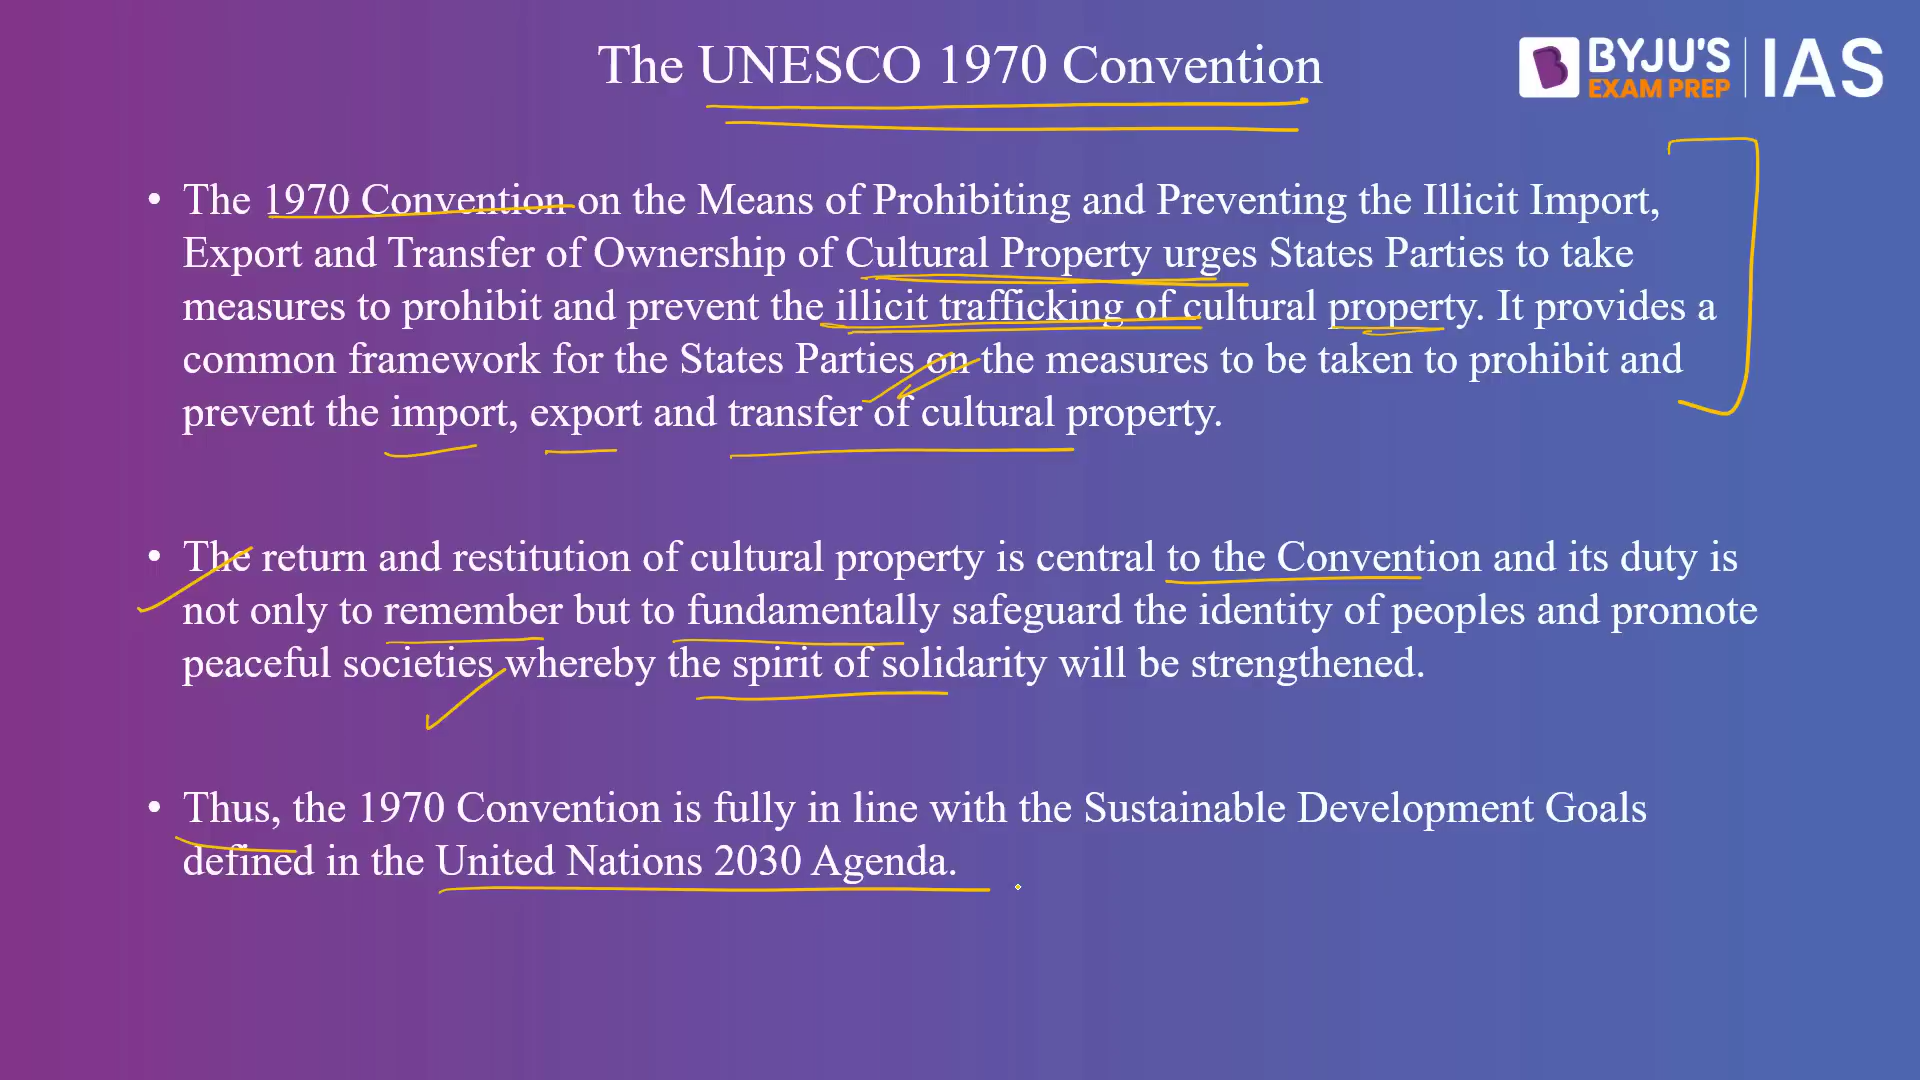 The UNESCO 1970 Convention
BYJU'S
EXAM PREP
IAS
• The 1970 Convention on the Means of Prohibiting and Preventing the Illicit Import,
Export and Transfer of Ownership of Cultural Property urges States Parties to take
measures to prohibit and prevent the illicit trafficking of cultural property. It provides a
common framework for the States Parties on the measures to be taken to prohibit and
prevent the import, export and transfer of cultural property.
• The return and restitution of cultural property is central to the Convention and its duty is
not only to remember but to fundamentally safeguard the identity of peoples and promote
peaceful societies whereby the spirit of solidarity will be strengthened.
• Thus, the 1970 Convention is fully in line with the Sustainable Development Goals
defined in the United Nations 2030 Agenda.